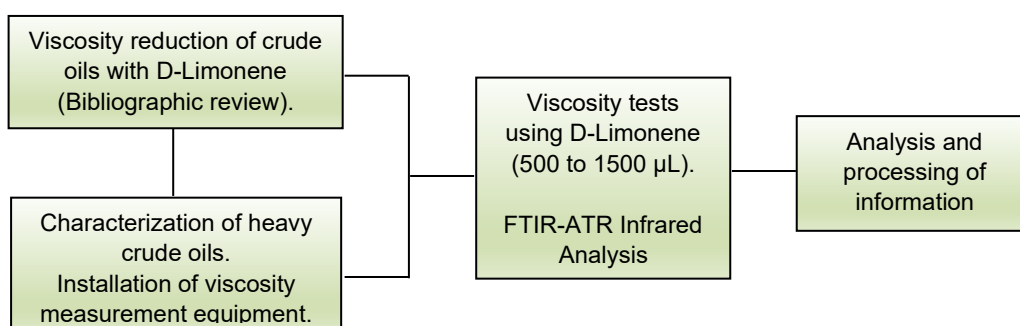 Viscosity reduction of crude
oils with D-Limonene
(Bibliographic review).
Characterization of heavy
crude oils.
Installation of viscosity
measurement equipment.
Viscosity tests
using D-Limonene
(500 to 1500 µL).
FTIR-ATR Infrared
Analysis
Analysis and
processing of
information